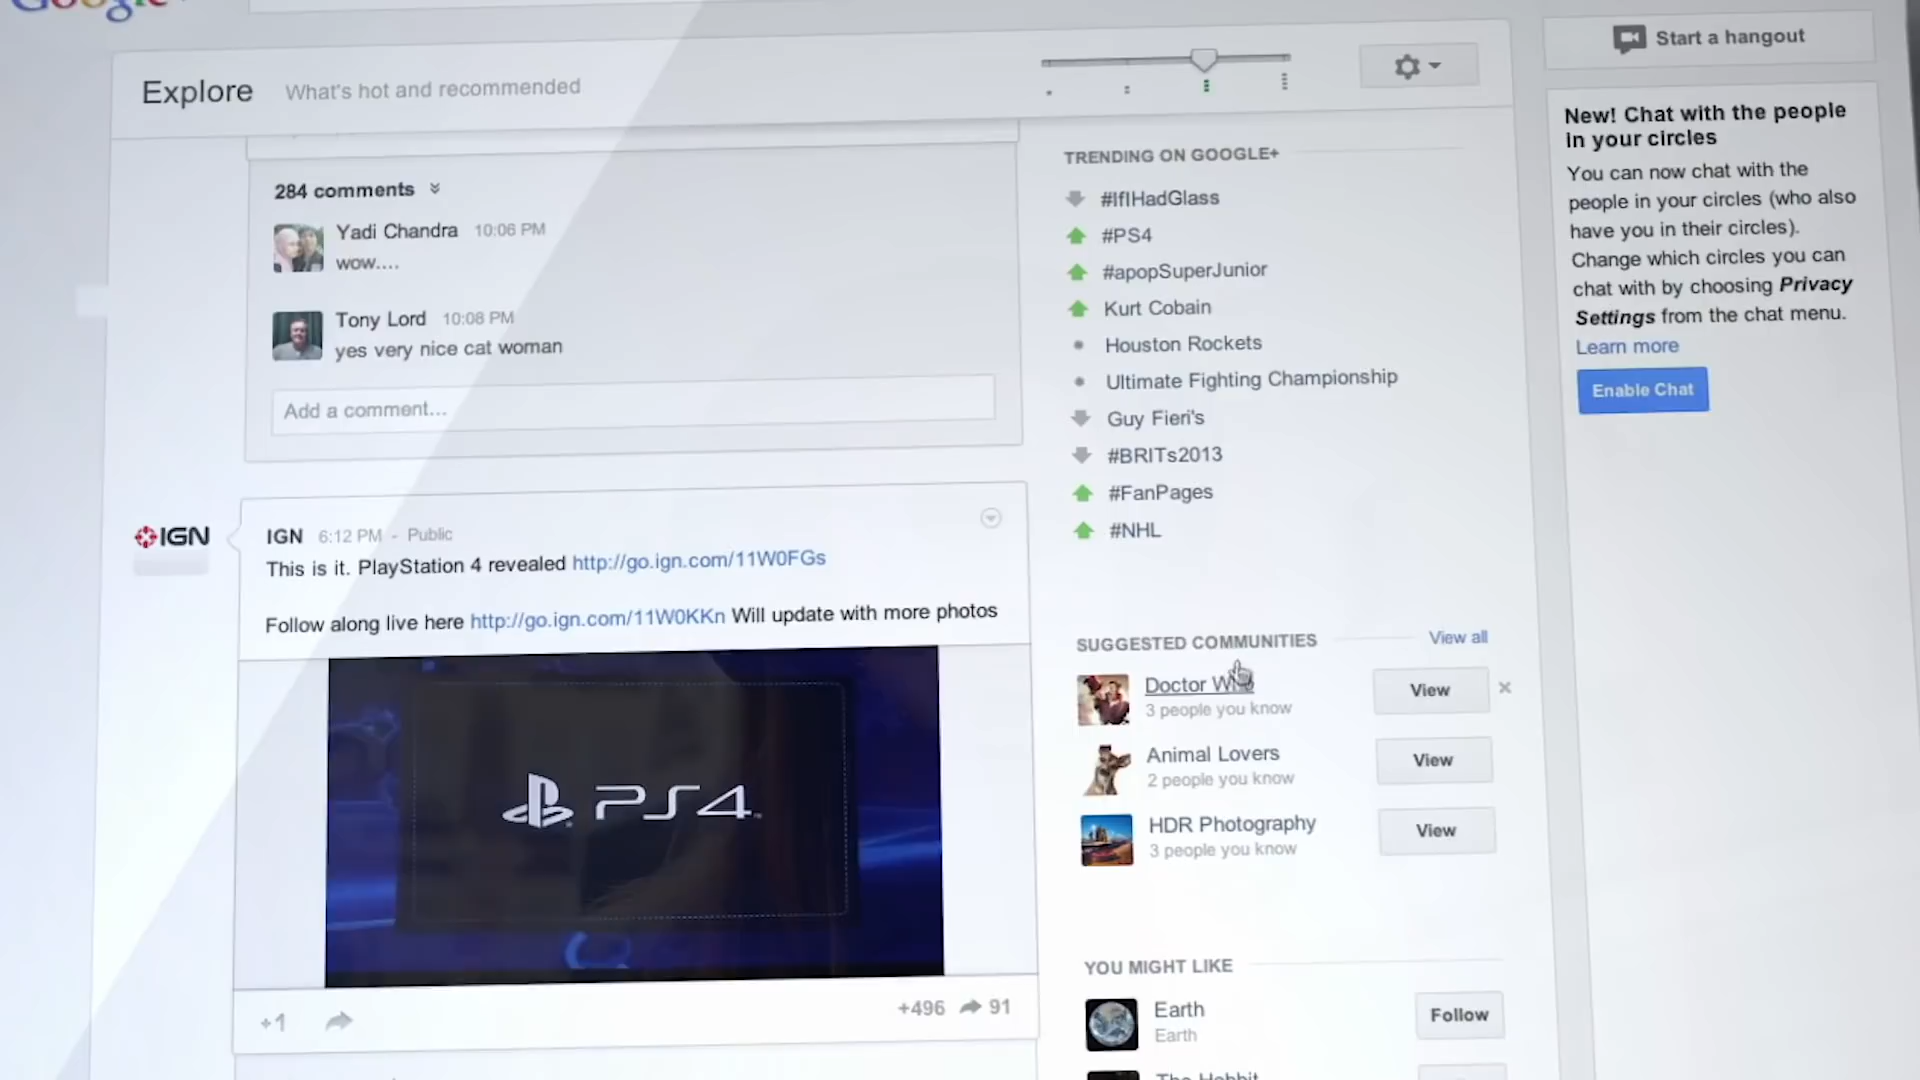 Google+
Start a hangout
Explore What's hot and recommended
284 comments
Yadi Chandra 10:06 PM
wow....
Tony Lord 10:08 PM
yes very nice cat woman
Add a comment...
IGN
IGN 6:12 PM - Public
This is it. PlayStation 4 revealed http://go.ign.com/11W0FGs
Follow along live here http://go.ign.com/11W0KKn Will update with more photos
PS4
+1
+496 91
TRENDING ON GOOGLE+
#IfIHadGlass
#PS4
#apopSuperJunior
Kurt Cobain
Houston Rockets
Ultimate Fighting Championship
Guy Fieri's
#BRITs2013
#FanPages
#NHL
SUGGESTED COMMUNITIES View all
Doctor Who View
3 people you know
Animal Lovers View
2 people you know
HDR Photography View
3 people you know
YOU MIGHT LIKE
Earth Follow
Earth
The Hobbit
New! Chat with the people
in your circles
You can now chat with the
people in your circles (who also
have you in their circles).
Change which circles you can
chat with by choosing Privacy
Settings from the chat menu.
Learn more
Enable Chat